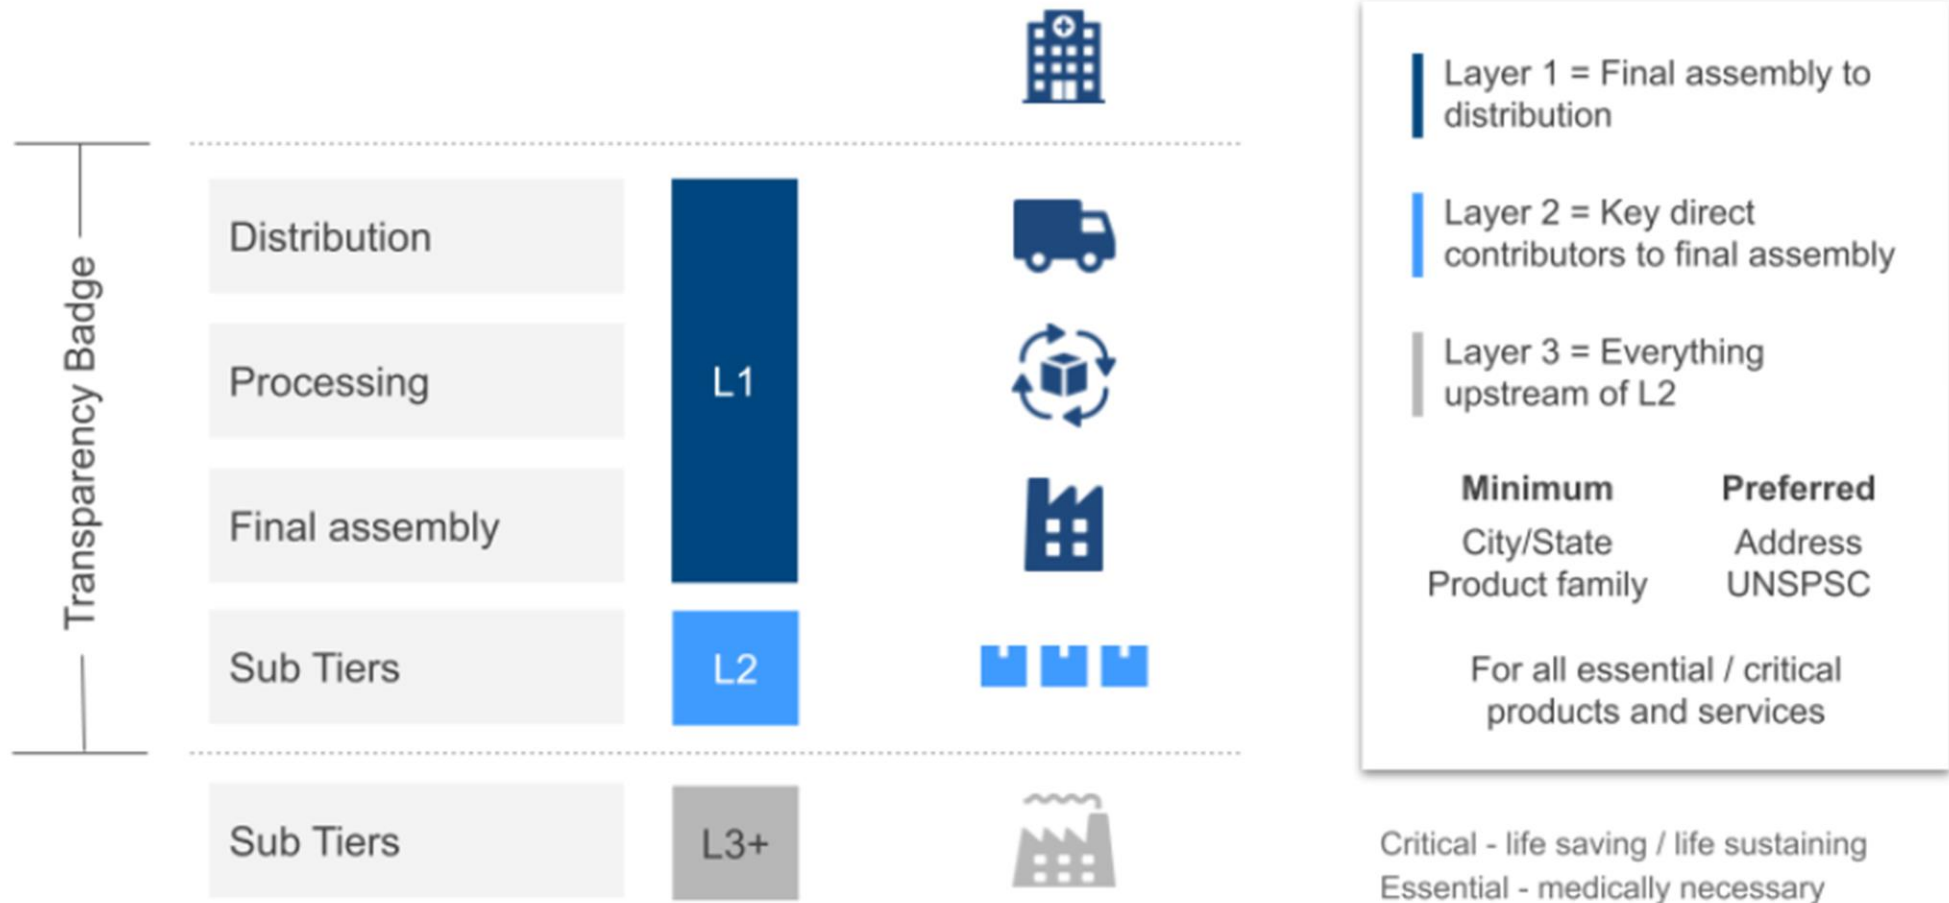 Transparency Badge
Distribution
Processing
Final assembly
Sub Tiers
Sub Tiers
L1
L2
L3+
Layer 1 = Final assembly to
distribution
Layer 2 = Key direct
contributors to final assembly
Layer 3 = Everything
upstream of L2
Minimum Preferred
City/State Address
Product family UNSPSC
For all essential / critical
products and services
Critical - life saving / life sustaining
Essential - medically necessary